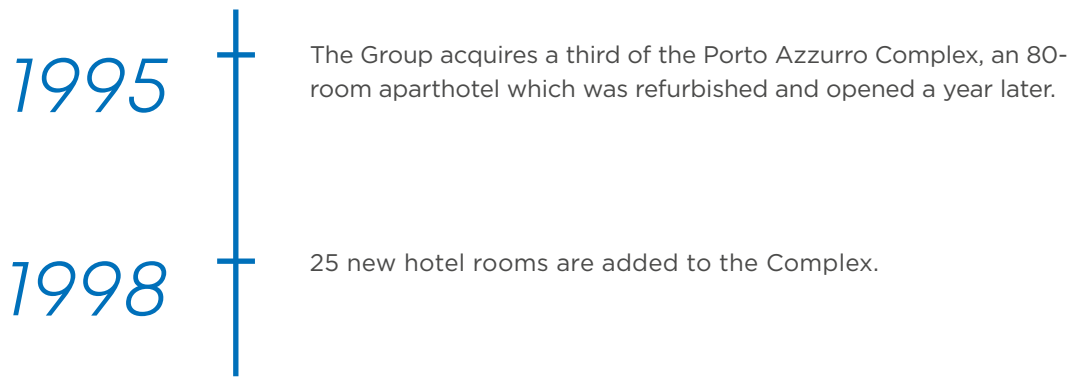 1995
The Group acquires a third of the Porto Azzurro Complex, an 80-
room aparthotel which was refurbished and opened a year later.
1998
25 new hotel rooms are added to the Complex.